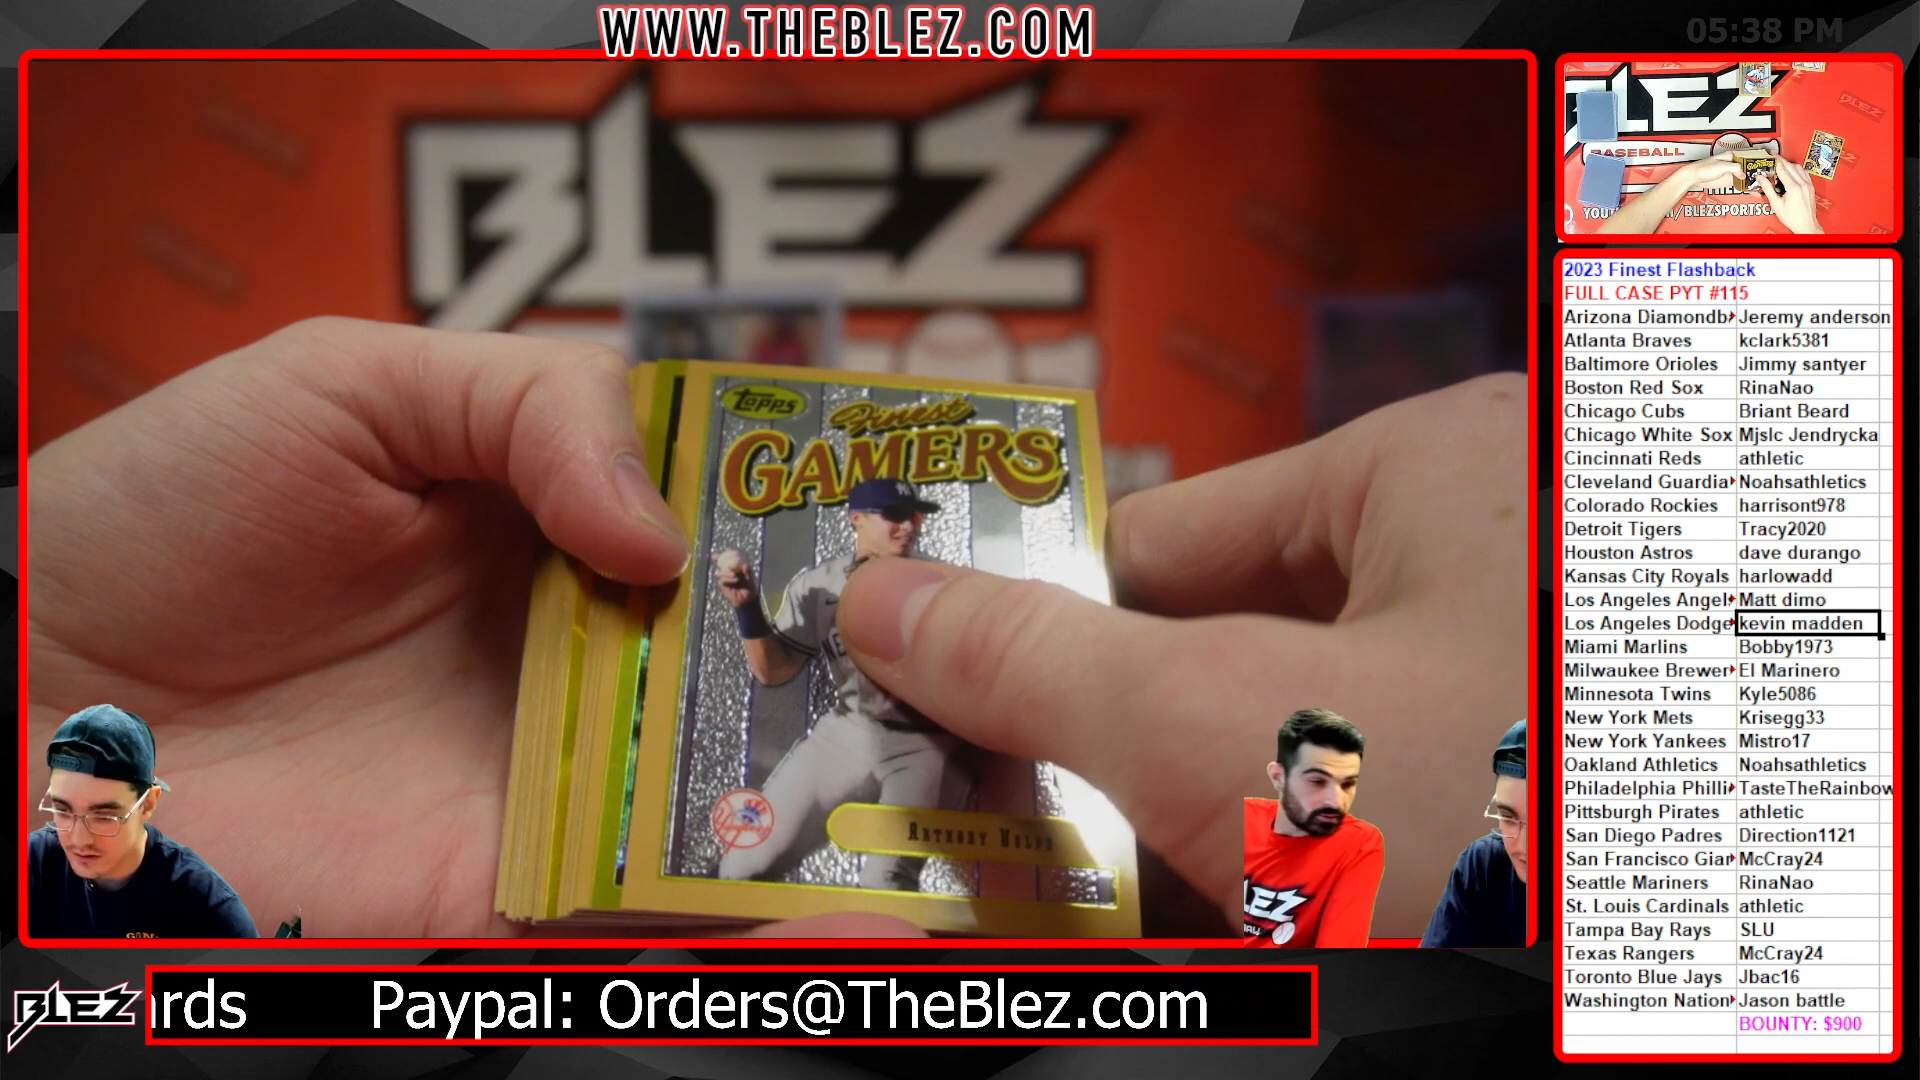 WWW.THEBLEZ.COM
05:38 PM
BLEZ
TOPPS
Finest
GAMERS
ANTHONY VOLPE
BLEZ
BASEBALL
2023 Finest Flashback
FULL CASE PYT #115
Arizona Diamondb Jeremy anderson
Atlanta Braves kclark5381
Baltimore Orioles Jimmy santyer
Boston Red Sox RinaNao
Chicago Cubs Briant Beard
Chicago White Sox Mjslc Jendrycka
Cincinnati Reds athletic
Cleveland Guardia Noahsathletics
Colorado Rockies harrisont978
Detroit Tigers Tracy2020
Houston Astros dave durango
Kansas City Royals harlowadd
Los Angeles Angel Matt dimo
Los Angeles Dodge kevin madden
Miami Marlins Bobby1973
Milwaukee Brewer El Marinero
Minnesota Twins Kyle5086
New York Mets Krisegg33
New York Yankees Mistro17
Oakland Athletics Noahsathletics
Philadelphia Philli TasteTheRainbow
Pittsburgh Pirates athletic
San Diego Padres Direction1121
San Francisco Giar McCray24
Seattle Mariners RinaNao
St. Louis Cardinals athletic
Tampa Bay Rays SLU
Texas Rangers McCray24
Toronto Blue Jays Jbac16
Washington Nation Jason battle
BOUNTY: $900
BLEZ
rds Paypal: Orders@TheBlez.com